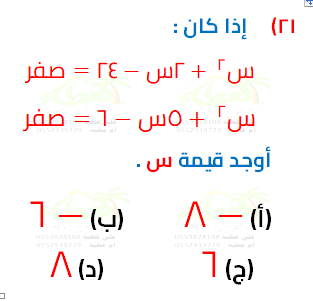 ٢١) إذا كان :
س٢ + ٢س – ٢٤ = صفر
س٢ + ٥س – ٦ = صفر
أوجد قيمة س .
(أ) – ٨ (ب) – ٦
(ج) ٦ (د) ٨